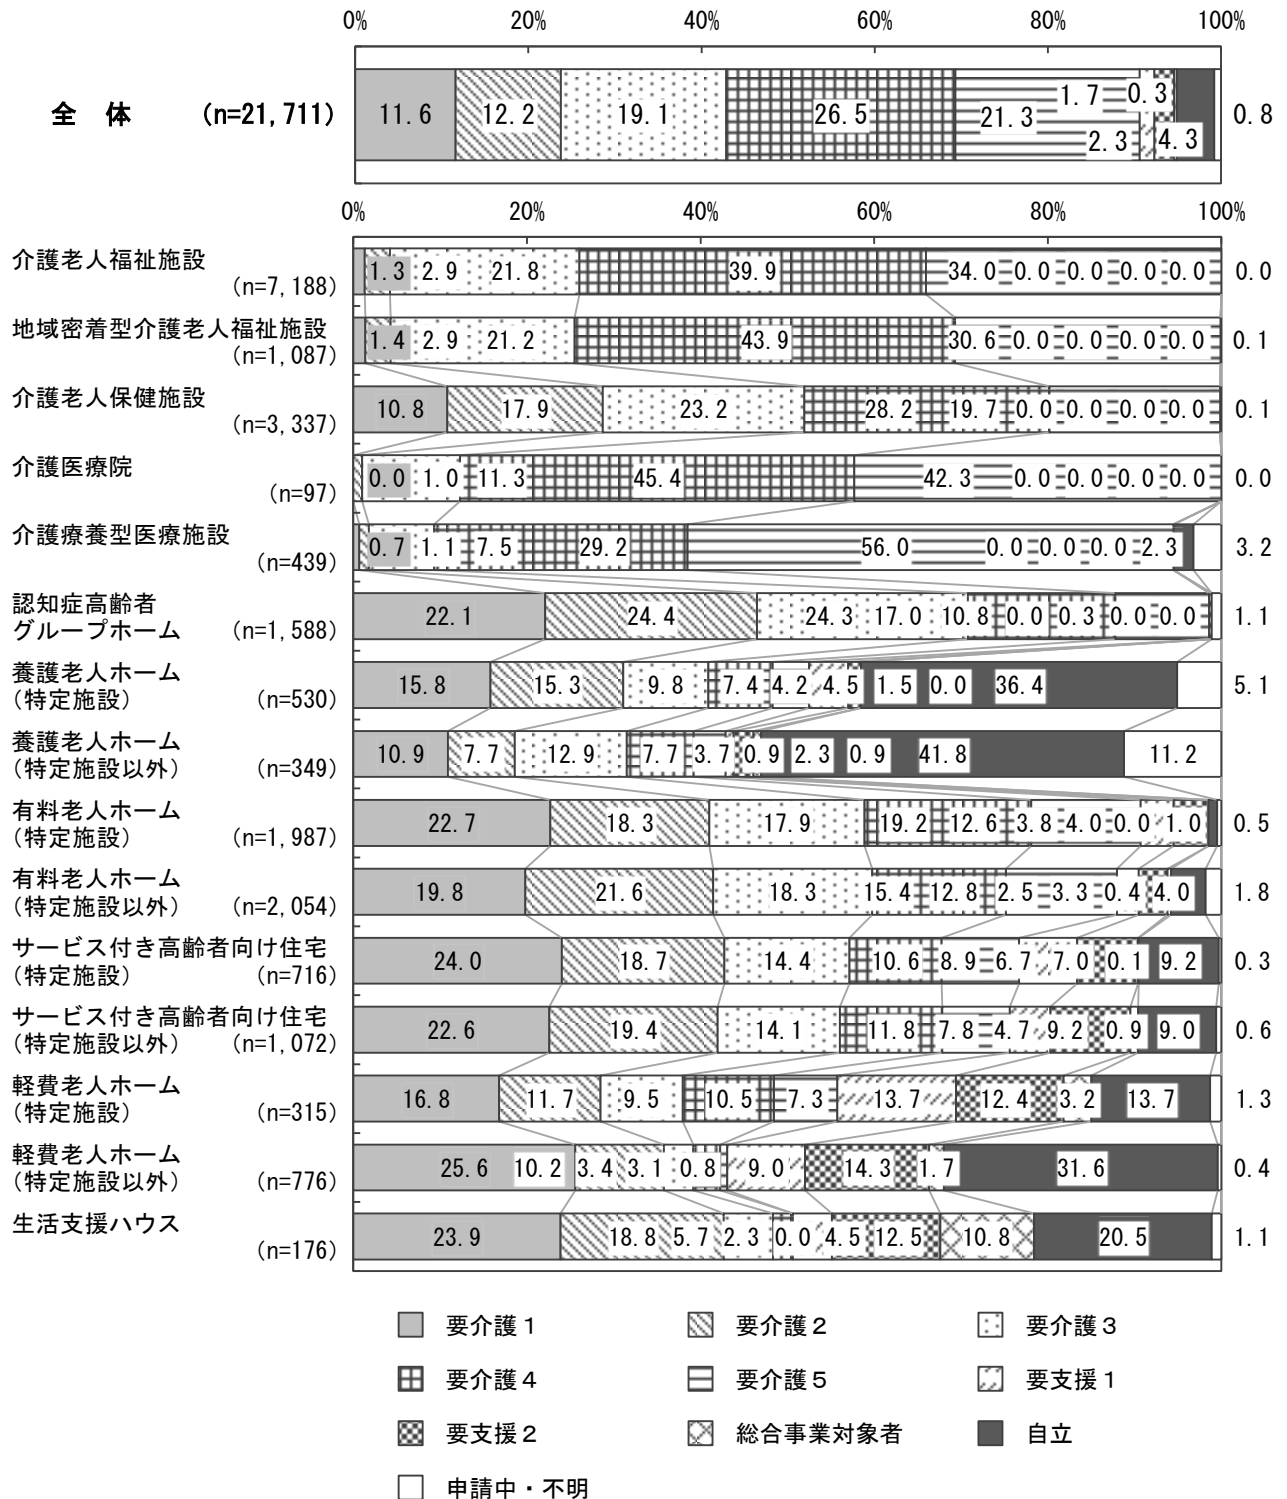 0% 20% 40% 60% 80% 100%
全 体 (n=21,711) 11.6 12.2 19.1 26.5 21.3 1.7 2.3 0.3 4.3 0.8
0% 20% 40% 60% 80% 100%
介護老人福祉施設
(n=7,188) 1.3 2.9 21.8 39.9 34.0 0.0 0.0 0.0 0.0 0.0
地域密着型介護老人福祉施設
(n=1,087) 1.4 2.9 21.2 43.9 30.6 0.0 0.0 0.0 0.0 0.1
介護老人保健施設
(n=3,337) 10.8 17.9 23.2 28.2 19.7 0.0 0.0 0.0 0.0 0.1
介護医療院
(n=97) 0.0 1.0 11.3 45.4 42.3 0.0 0.0 0.0 0.0 0.0
介護療養型医療施設
(n=439) 0.7 1.1 7.5 29.2 56.0 0.0 0.0 0.0 2.3 3.2
認知症高齢者
グループホーム (n=1,588) 22.1 24.4 24.3 17.0 10.8 0.0 0.3 0.0 0.0 1.1
養護老人ホーム
(特定施設) (n=530) 15.8 15.3 9.8 7.4 4.2 4.5 1.5 0.0 36.4 5.1
養護老人ホーム
(特定施設以外) (n=349) 10.9 7.7 12.9 7.7 3.7 0.9 2.3 0.9 41.8 11.2
有料老人ホーム
(特定施設) (n=1,987) 22.7 18.3 17.9 19.2 12.6 3.8 4.0 0.0 1.0 0.5
有料老人ホーム
(特定施設以外) (n=2,054) 19.8 21.6 18.3 15.4 12.8 2.5 3.3 0.4 4.0 1.8
サービス付き高齢者向け住宅
(特定施設) (n=716) 24.0 18.7 14.4 10.6 8.9 6.7 7.0 0.1 9.2 0.3
サービス付き高齢者向け住宅
(特定施設以外) (n=1,072) 22.6 19.4 14.1 11.8 7.8 4.7 9.2 0.9 9.0 0.6
軽費老人ホーム
(特定施設) (n=315) 16.8 11.7 9.5 10.5 7.3 13.7 12.4 3.2 13.7 1.3
軽費老人ホーム
(特定施設以外) (n=776) 25.6 10.2 3.4 3.1 0.8 9.0 14.3 1.7 31.6 0.4
生活支援ハウス
(n=176) 23.9 18.8 5.7 2.3 0.0 4.5 12.5 10.8 20.5 1.1
要介護1 要介護2 要介護3
要介護4 要介護5 要支援1
要支援2 総合事業対象者 自立
申請中・不明